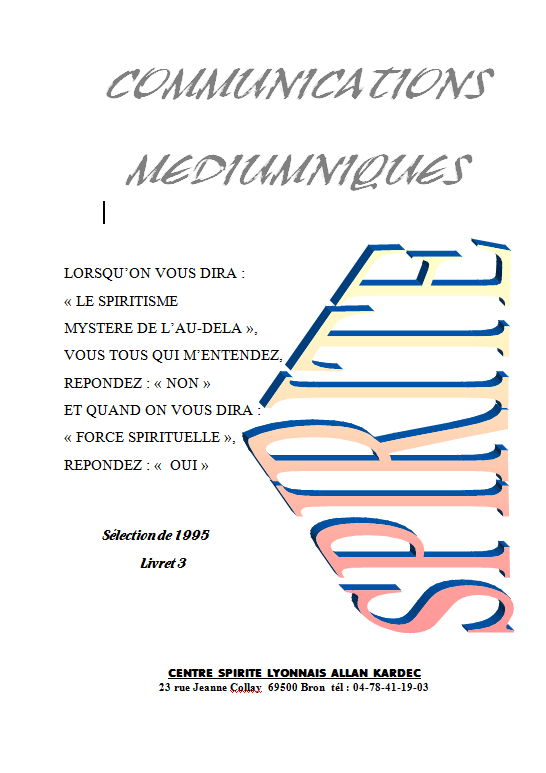 COMMUNICATIONS
MEDIUMNIQUES
LORSQU'ON VOUS DIRA :
« LE SPIRITISME
MYSTERE DE L'AU-DELA »,
VOUS TOUS QUI M'ENTENDEZ,
REPONDEZ : « NON »
ET QUAND ON VOUS DIRA :
« FORCE SPIRITUELLE »,
REPONDEZ : «  OUI »
SPIRITE
Sélection de 1995
Livret 3
CENTRE SPIRITE LYONNAIS ALLAN KARDEC
23 rue Jeanne Collay  69500 Bron  tél : 04-78-41-19-03